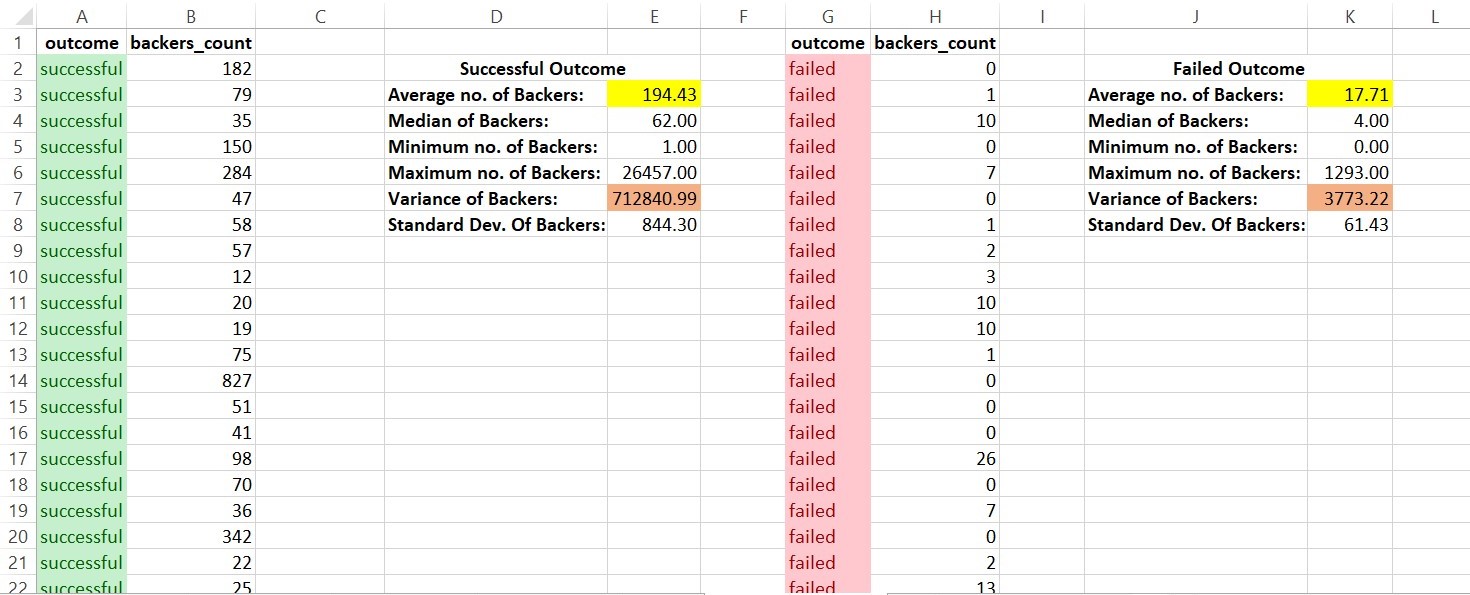 A B C D E F G H I J K L
1 outcome backers_count outcome backers_count
2 successful 182 Successful Outcome failed 0 Failed Outcome
3 successful 79 Average no. of Backers: 194.43 failed 1 Average no. of Backers: 17.71
4 successful 35 Median of Backers: 62.00 failed 10 Median of Backers: 4.00
5 successful 150 Minimum no. of Backers: 1.00 failed 0 Minimum no. of Backers: 0.00
6 successful 284 Maximum no. of Backers: 26457.00 failed 7 Maximum no. of Backers: 1293.00
7 successful 47 Variance of Backers: 712840.99 failed 0 Variance of Backers: 3773.22
8 successful 58 Standard Dev. Of Backers: 844.30 failed 1 Standard Dev. Of Backers: 61.43
9 successful 57 failed 2
10 successful 12 failed 3
11 successful 20 failed 10
12 successful 19 failed 10
13 successful 75 failed 1
14 successful 827 failed 0
15 successful 51 failed 0
16 successful 41 failed 0
17 successful 98 failed 26
18 successful 70 failed 0
19 successful 36 failed 7
20 successful 342 failed 0
21 successful 22 failed 2
22 successful 25 failed 13